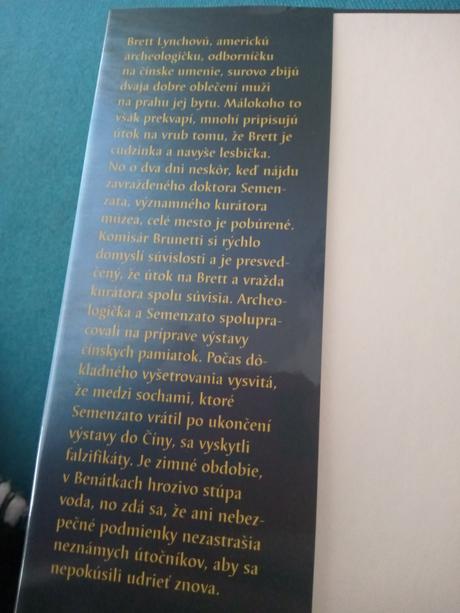 Brett Lynchovú, americkú
archeologičku, odborníčku
na čínske umenie, surovo zbijú
dvaja dobre oblečení muži
na prahu jej bytu. Málokoho to
však prekvapí, mnohí pripisujú
útok na vrub tomu, že Brett je
cudzinka a navyše lesbička.
No o dva dni neskôr, keď nájdu
zavraždeného doktora Semen-
zata, významného kurátora
múzea, celé mesto je pobúrené.
Komisár Brunetti si rýchlo
domyslí súvislosti a je presved-
čený, že útok na Brett a vražda
kurátora spolu súvisia. Archeo-
logička a Semenzato spolupra-
covali na príprave výstavy
čínskych pamiatok. Počas dô-
kladného vyšetrovania vysvitá,
že medzi sochami, ktoré
Semenzato vrátil po ukončení
výstavy do Číny, sa vyskytli
falzifikáty. Je zimné obdobie,
v Benátkach hrozivo stúpa
voda, no zdá sa, že ani nebez-
pečné podmienky nezastrašia
neznámych útočníkov, aby sa
nepokúsili udrieť znova.